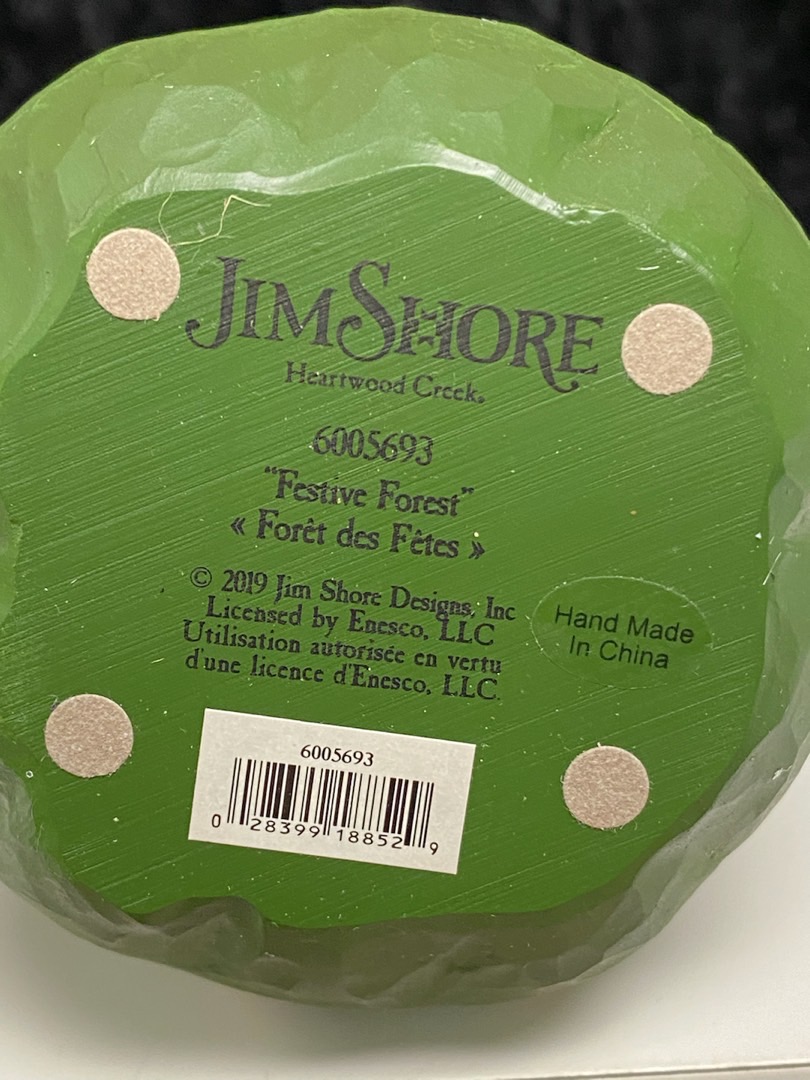 JIM SHORE
Heartwood Creek®
6005693
"Festive Forest"
« Forêt des Fêtes »
© 2019 Jim Shore Designs, Inc
Licensed by Enesco, LLC
Utilisation autorisée en vertu
d'une licence d'Enesco, LLC.
Hand Made
In China
6005693
0 28399 18852 9